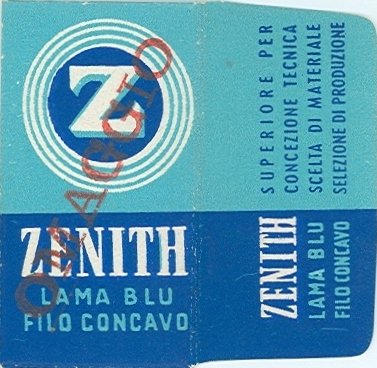 Z
OMAGGIO
ZENITH
LAMA BLU
FILO CONCAVO
SUPERIORE PER
CONCEZIONE TECNICA
SCELTA DI MATERIALE
SELEZIONE DI PRODUZIONE
ZENITH
LAMA BLU
FILO CONCAVO